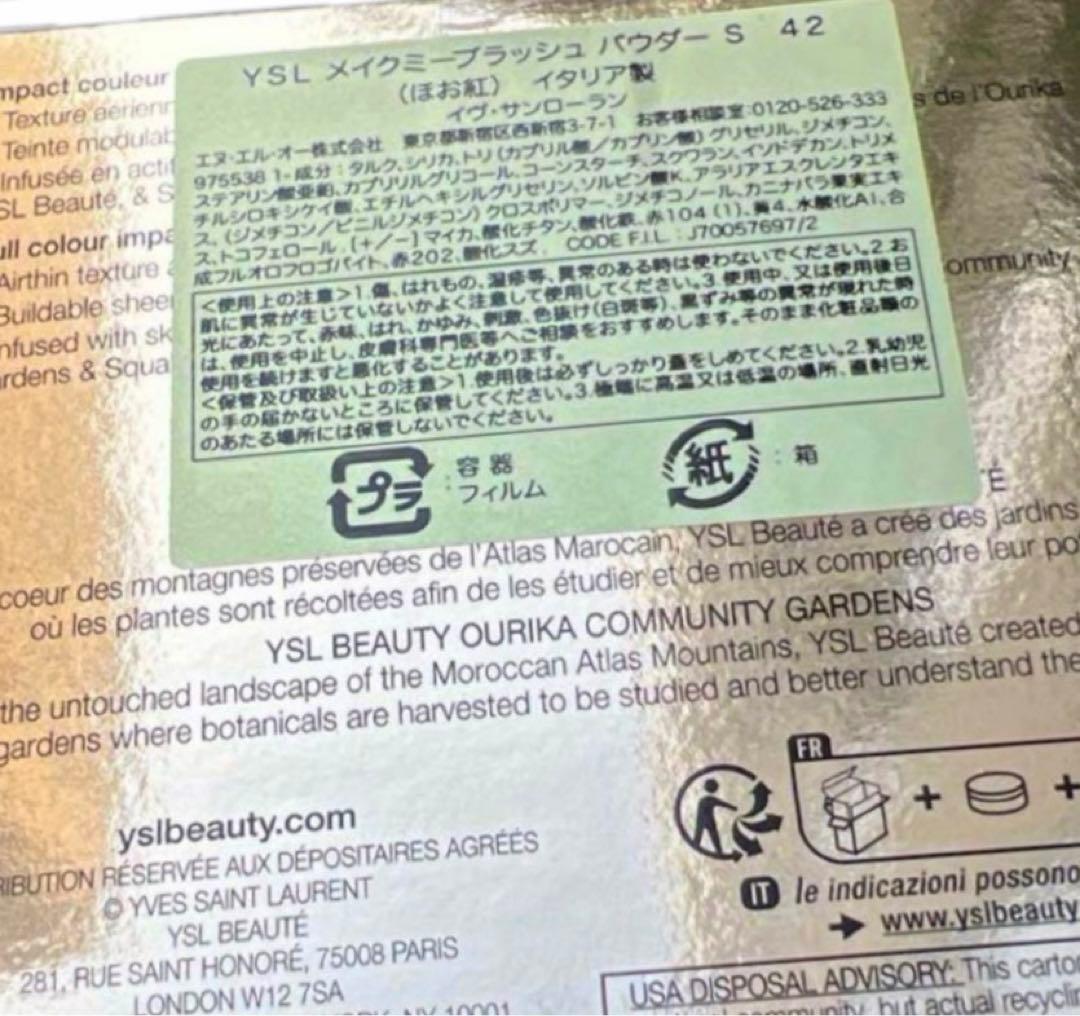 mpact couleur
Texture aérienn
Teinte modulab
Infusée en acti
s de l'Ourika
SL Beauté, & S
ull colour impa
Airthin texture
Buildable shee
ommunity
nfused with sk
rdens & Squa
YSL メイクミーブラッシュ パウダー S 42
(ほお紅) イタリア製
イヴ・サンローラン
エヌ・エル・オー株式会社 東京都新宿区西新宿3-7-1 お客様相談室:0120-526-333
975538 1-成分:タルク、シリカ、トリ(カプリル酸/カプリン酸)グリセリル、ジメチコン、
ステアリン酸亜鉛、カプリリルグリコール、コーンスターチ、スクワラン、イソドデカン、トリメ
チルシロキシケイ酸、エチルヘキシルグリセリン、ソルビン酸K、アラリアエスクレンタエキ
ス、(ジメチコン/ビニルジメチコン)クロスポリマー、ジメチコノール、カニナバラ果実エキ
ス、トコフェロール、[+/-]マイカ、酸化チタン、酸化鉄、赤104(1)、黄4、水酸化Al、合
成フルオロフロゴパイト、赤202、酸化スズ CODE F.I.L : J70057697/2
<使用上の注意>1.傷、はれもの、湿疹等、異常のある時は使わないでください。2.お
肌に異常が生じていないかよく注意して使用してください。3.使用中、又は使用後日
光にあたって、赤味、はれ、かゆみ、刺激、色抜け(白斑等)、黒ずみ等の異常が現れた時
は、使用を中止し、皮膚科専門医等へご相談をおすすめします。そのまま化粧品類の
使用を続けますと悪化することがあります。
<保管及び取扱い上の注意>1.使用後は必ずしっかり蓋をしめてください。2.乳幼児
の手の届かないところに保管してください。3.極端に高温又は低温の場所、直射日光
のあたる場所には保管しないでください。
プラ : 容器
フィルム
紙 : 箱
É
coeur des montagnes préservées de l'Atlas Marocain, YSL Beauté a créé des jardins
où les plantes sont récoltées afin de les étudier et de mieux comprendre leur po
YSL BEAUTY OURIKA COMMUNITY GARDENS
the untouched landscape of the Moroccan Atlas Mountains, YSL Beauté created
gardens where botanicals are harvested to be studied and better understand the
yslbeauty.com
RIBUTION RÉSERVÉE AUX DÉPOSITAIRES AGRÉÉS
© YVES SAINT LAURENT
YSL BEAUTÉ
281, RUE SAINT HONORÉ, 75008 PARIS
LONDON W12 7SA
NY 10001
FR
+ +
IT le indicazioni possono
www.yslbeauty
USA DISPOSAL ADVISORY: This carton
mmunity, but actual recyclin